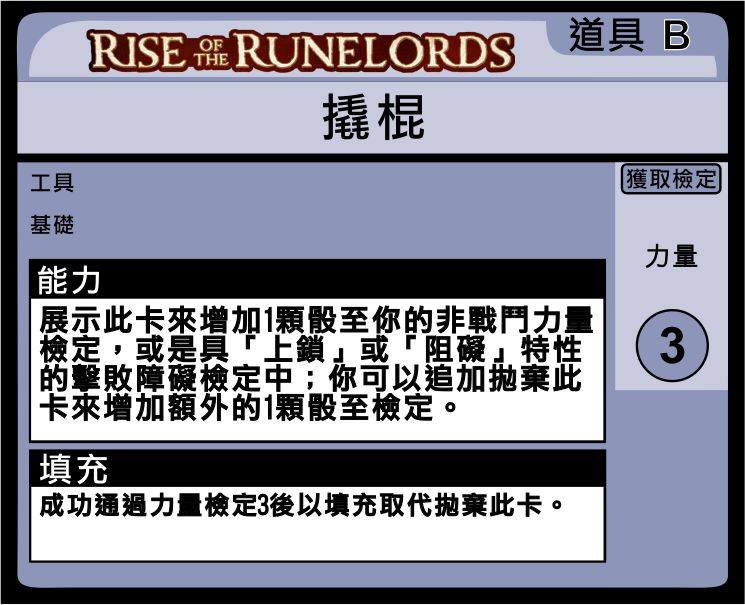 RISE OF THE RUNELORDS
道具 B
撬棍
工具
基礎
獲取檢定
力量
3
能力
展示此卡來增加1顆骰至你的非戰鬥力量
檢定，或是具「上鎖」或「阻礙」特性
的擊敗障礙檢定中；你可以追加拋棄此
卡來增加額外的1顆骰至檢定。
填充
成功通過力量檢定3後以填充取代拋棄此卡。